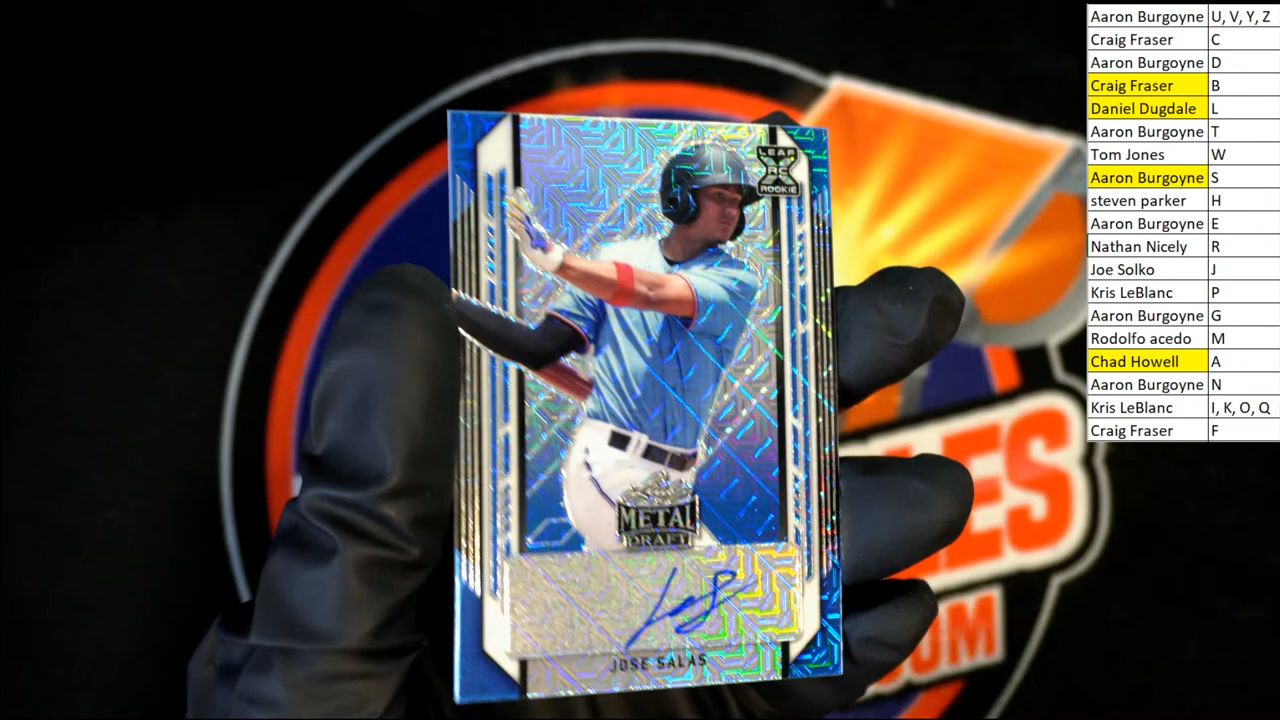 LEAF
RC
ROOKIE
METAL
DRAFT
JOSE SALAS
ES
OM
Aaron Burgoyne U, V, Y, Z
Craig Fraser C
Aaron Burgoyne D
Craig Fraser B
Daniel Dugdale L
Aaron Burgoyne T
Tom Jones W
Aaron Burgoyne S
steven parker H
Aaron Burgoyne E
Nathan Nicely R
Joe Solko J
Kris LeBlanc P
Aaron Burgoyne G
Rodolfo acedo M
Chad Howell A
Aaron Burgoyne N
Kris LeBlanc I, K, O, Q
Craig Fraser F